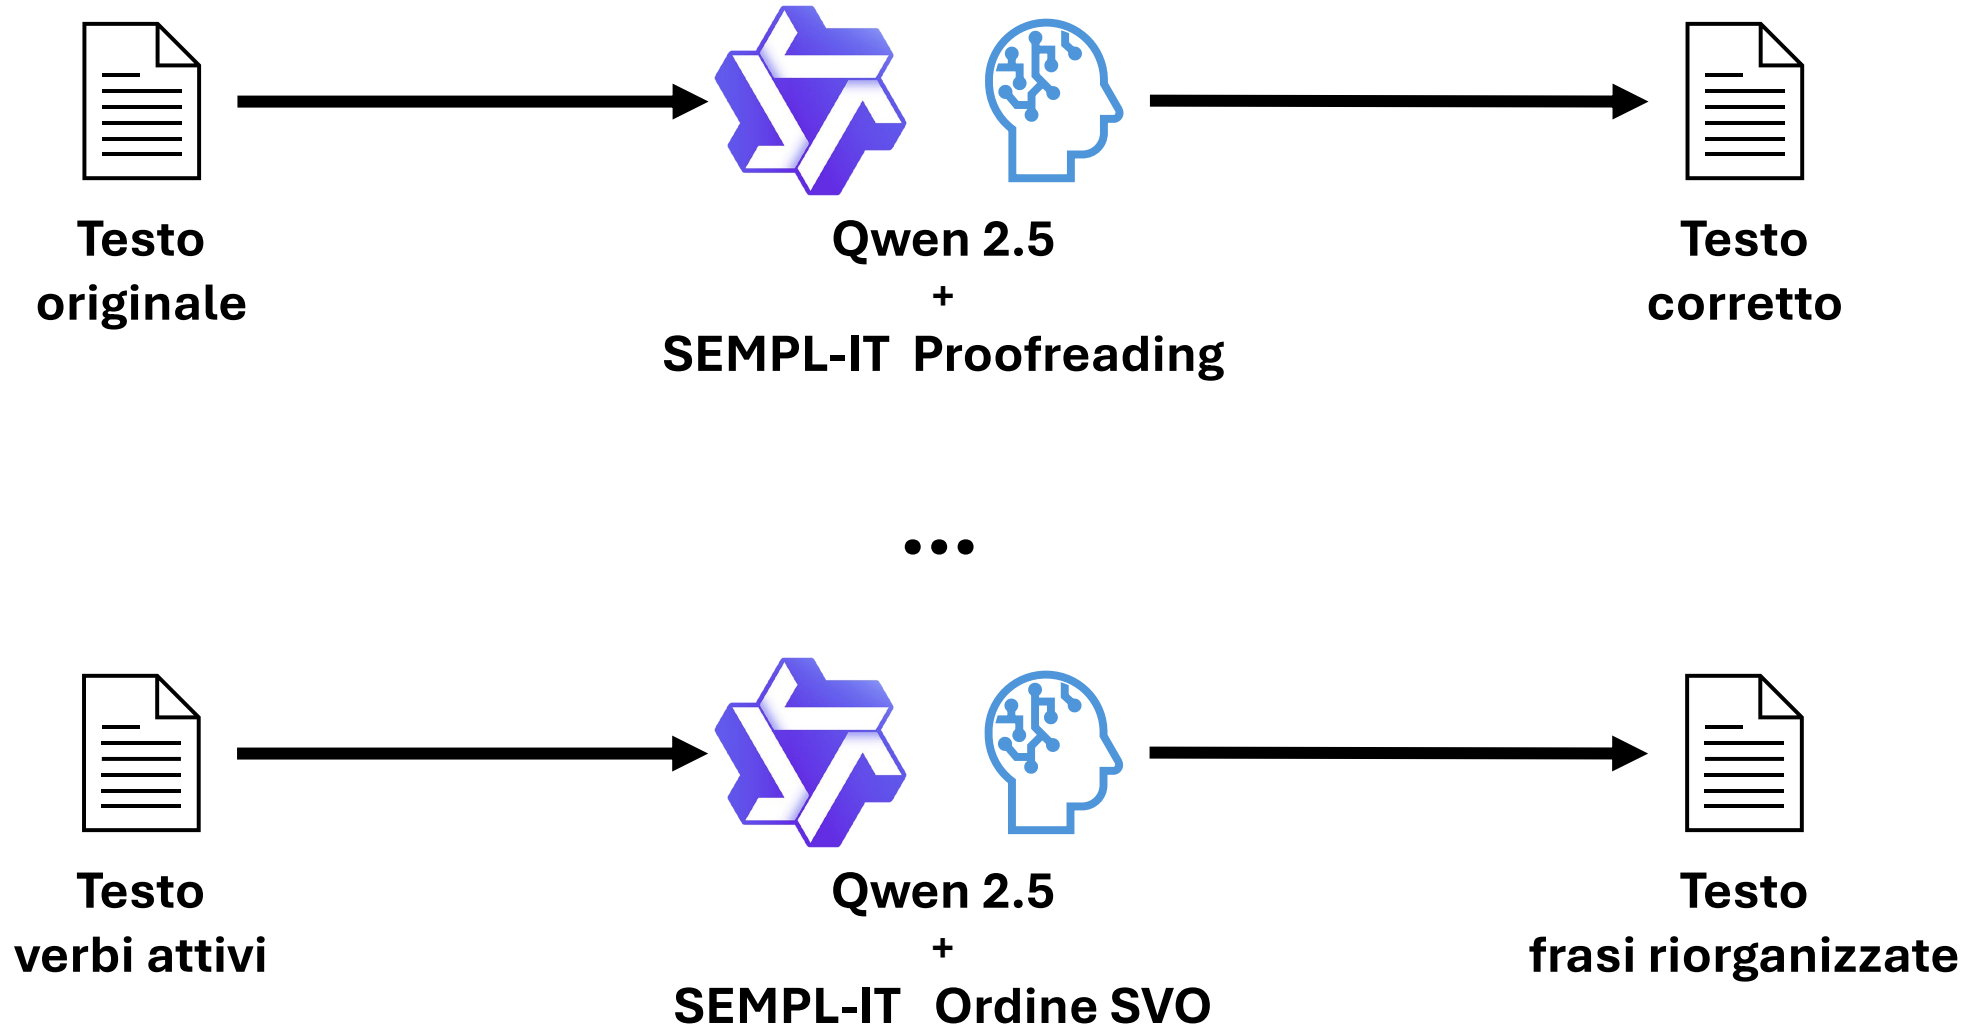 Testo
originale
Qwen 2.5
+
SEMPL-IT Proofreading
Testo
corretto
...
Testo
verbi attivi
Qwen 2.5
+
SEMPL-IT Ordine SVO
Testo
frasi riorganizzate